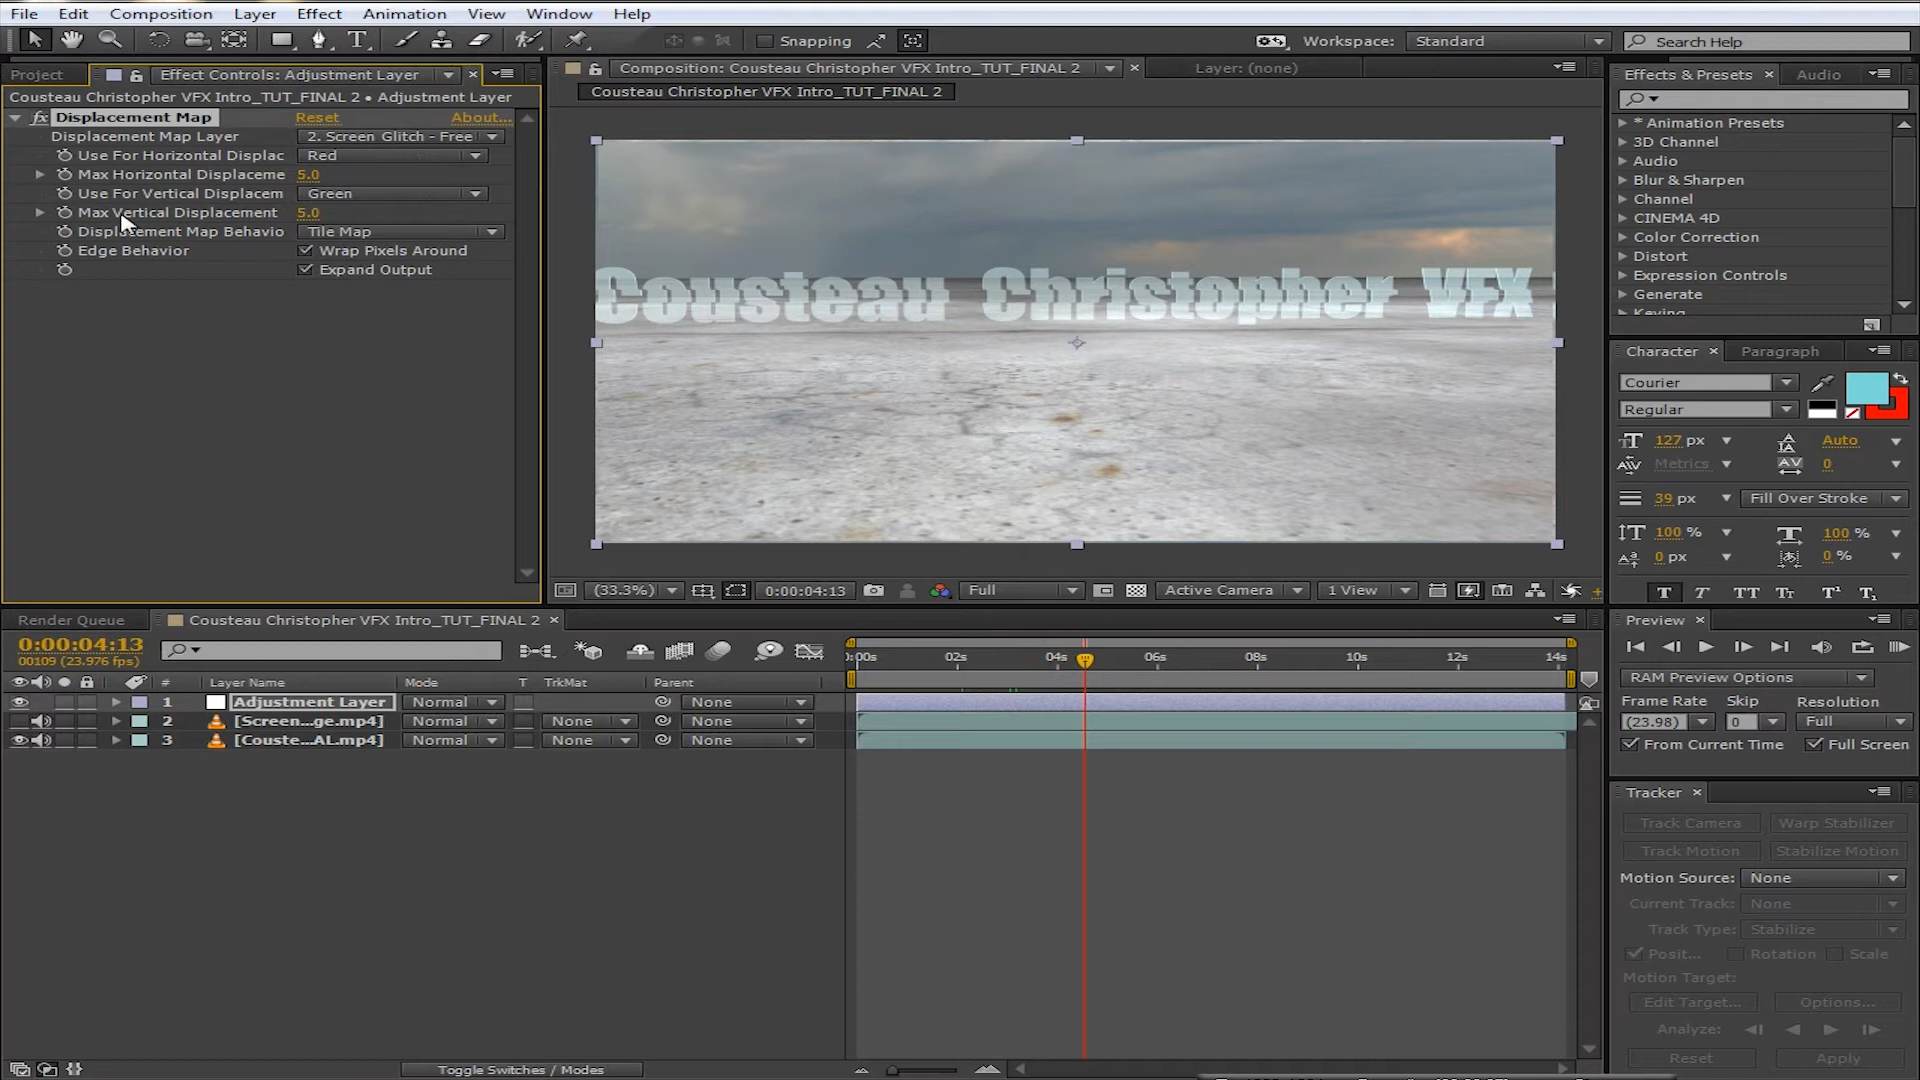 File Edit Composition Layer Effect Animation View Window Help
Snapping Workspace: Standard Search Help
Project Effect Controls: Adjustment Layer
Cousteau Christopher VFX Intro_TUT_FINAL 2 • Adjustment Layer
fx Displacement Map Reset About...
Displacement Map Layer 2. Screen Glitch - Free
Use For Horizontal Displac Red
Max Horizontal Displaceme 5.0
Use For Vertical Displacem Green
Max Vertical Displacement 5.0
Displacement Map Behavio Tile Map
Edge Behavior Wrap Pixels Around
Expand Output
Composition: Cousteau Christopher VFX Intro_TUT_FINAL 2 Layer: (none)
Cousteau Christopher VFX Intro_TUT_FINAL 2
Cousteau Christopher VFX
(33.3%) 0:00:04:13 Full Active Camera 1 View
Effects & Presets Audio
* Animation Presets
3D Channel
Audio
Blur & Sharpen
Channel
CINEMA 4D
Color Correction
Distort
Expression Controls
Generate
Keying
Character Paragraph
Courier
Regular
127 px Auto
Metrics 0
39 px Fill Over Stroke
100 % 100 %
0 px 0 %
T T TT Tt T¹ T₁
Render Queue Cousteau Christopher VFX Intro_TUT_FINAL 2
0:00:04:13
00109 (23.976 fps)
# Layer Name Mode T TrkMat Parent
1 Adjustment Layer Normal None
2 [Screen...ge.mp4] Normal None None
3 [Couste...AL.mp4] Normal None None
0:00s 02s 04s 06s 08s 10s 12s 14s
Toggle Switches / Modes
Preview
RAM Preview Options
Frame Rate Skip Resolution
(23.98) 0 Full
From Current Time Full Screen
Tracker
Track Camera Warp Stabilizer
Track Motion Stabilize Motion
Motion Source: None
Current Track: None
Track Type: Stabilize
Posit... Rotation Scale
Motion Target:
Edit Target... Options...
Analyze:
Reset Apply